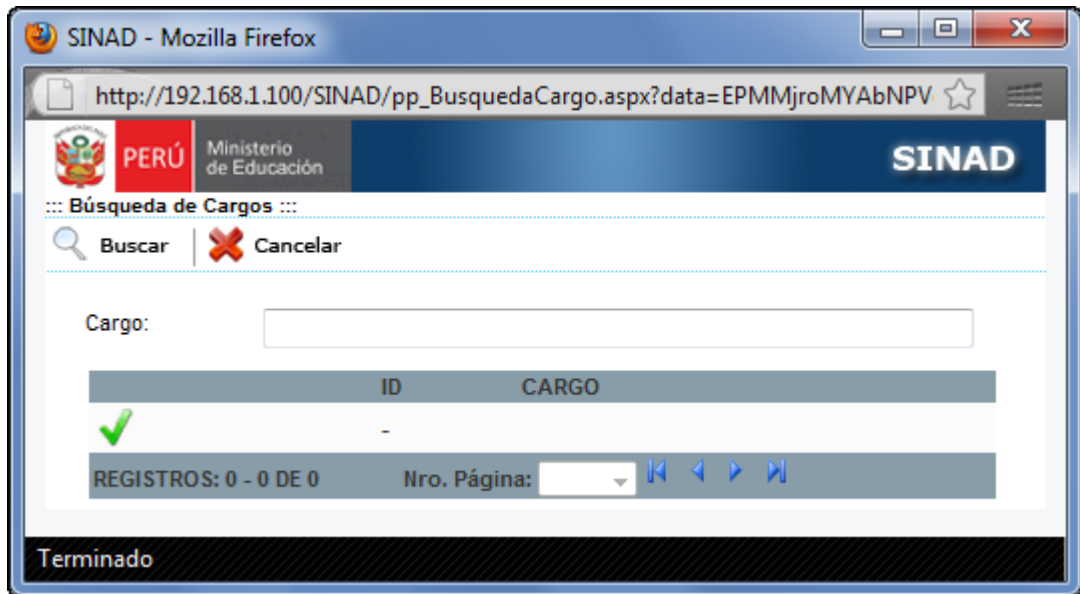 SINAD - Mozilla Firefox
http://192.168.1.100/SINAD/pp_BusquedaCargo.aspx?data=EPMMjroMYAbNPV
PERÚ
Ministerio
de Educación
SINAD
::: Búsqueda de Cargos :::
Buscar Cancelar
Cargo:
ID CARGO
-
REGISTROS: 0 - 0 DE 0 Nro. Página:
Terminado